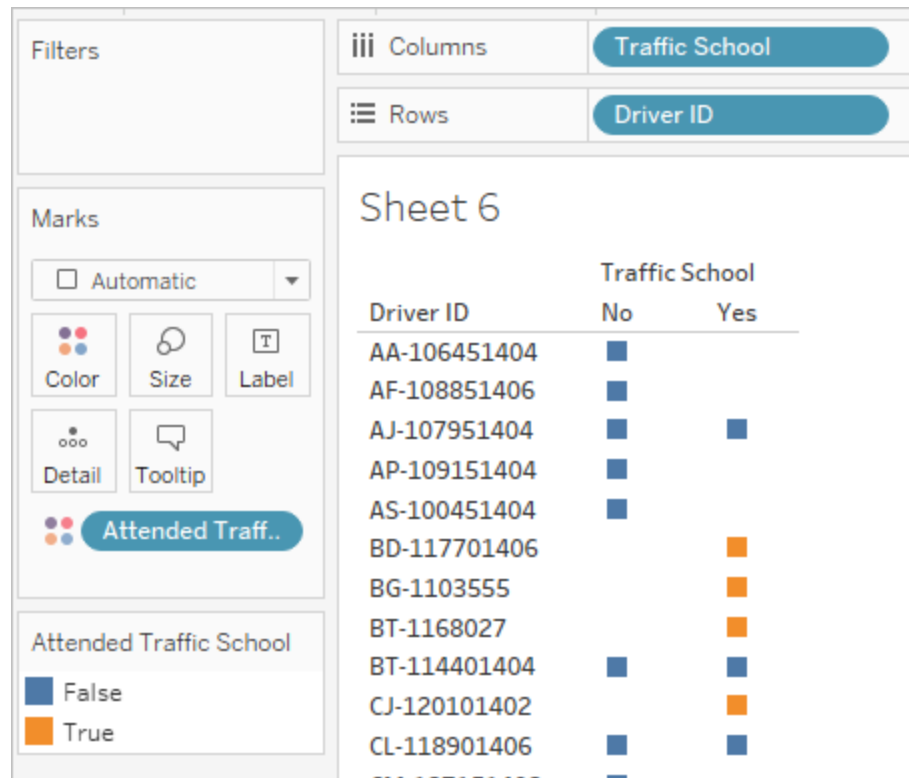 Filters
Columns
Traffic School
Rows
Driver ID
Marks
Automatic
Color
Size
T
Label
Detail
Tooltip
Attended Traff..
Attended Traffic School
False
True
Sheet 6
Traffic School
Driver ID No Yes
AA-106451404
AF-108851406
AJ-107951404
AP-109151404
AS-100451404
BD-117701406
BG-1103555
BT-1168027
BT-114401404
CJ-120101402
CL-118901406